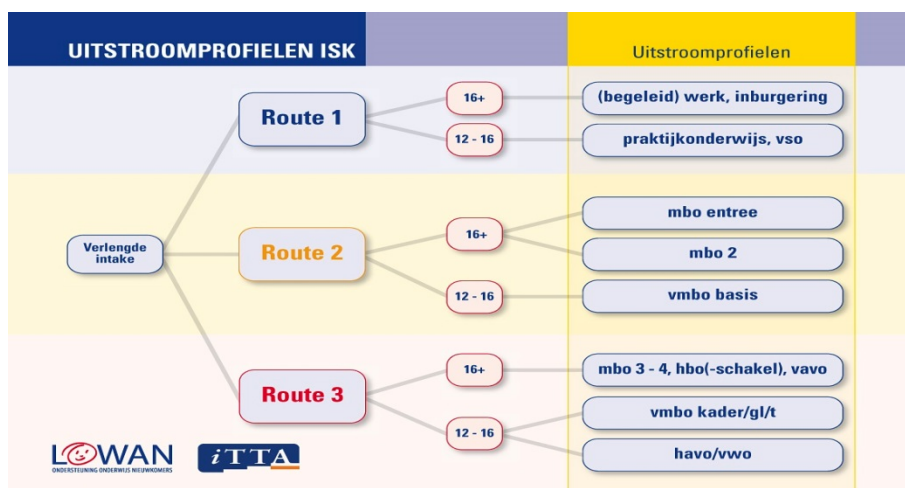 UITSTROOMPROFIELEN ISK
Uitstroomprofielen
Verlengde
intake
Route 1
16+
(begeleid) werk, inburgering
12 - 16
praktijkonderwijs, vso
Route 2
16+
mbo entree
mbo 2
12 - 16
vmbo basis
Route 3
16+
mbo 3 - 4, hbo(-schakel), vavo
12 - 16
vmbo kader/gl/t
havo/vwo
LOWAN
ONDERSTEUNING ONDERWIJS NIEUWKOMERS
iTTA